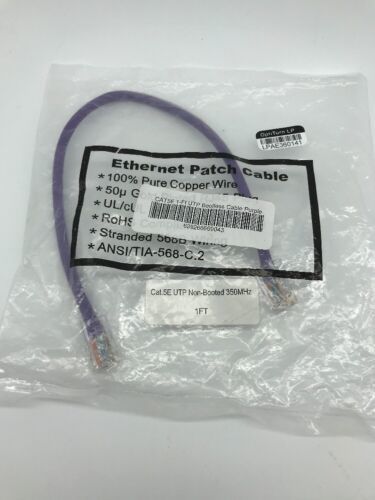 OptiTurn LP
LPAE360141
Ethernet Patch Cable
*100% Pure Copper Wire
*50µ G
CAT5E 1-Ft UTP Bootless Cable Purple
*UL/cU
609266669043
*RoHS
*Stranded 568B Wiring
*ANSI/TIA-568-C.2
Cat.5E UTP Non-Booted 350MHz
1FT